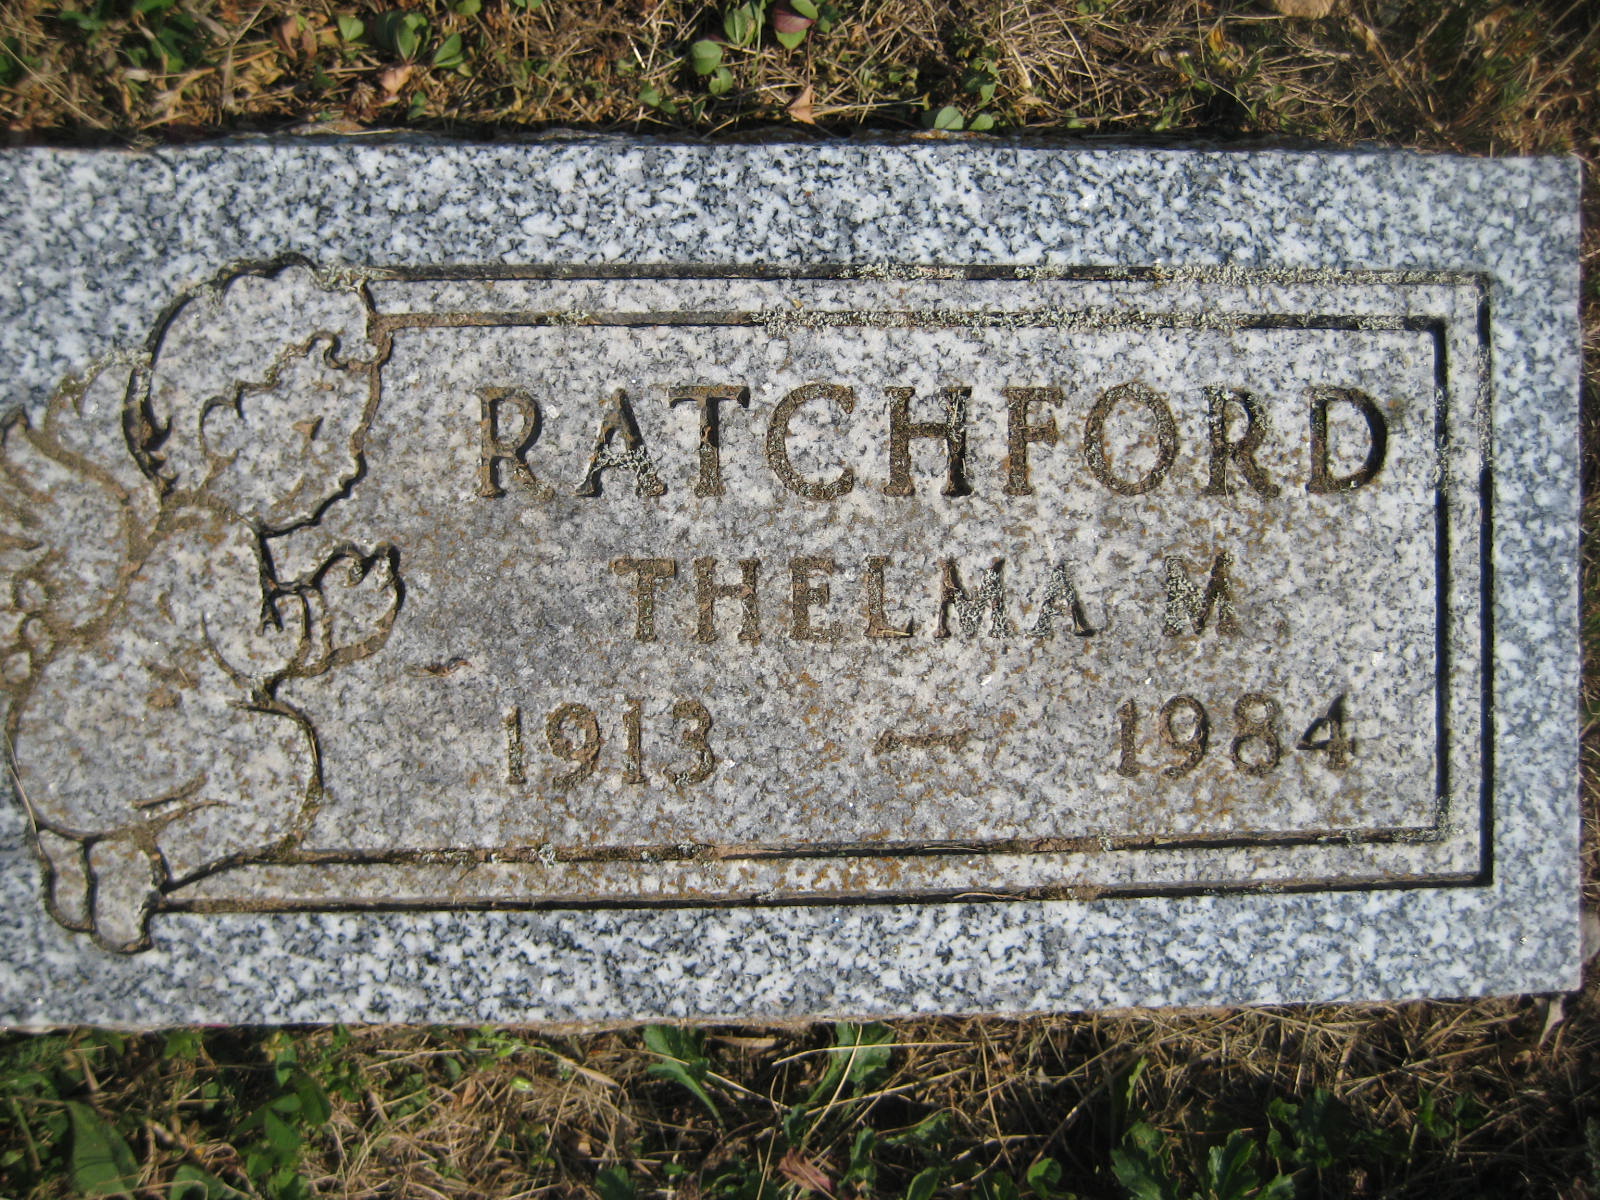 RATCHFORD
THELMA M.
1913 — 1984